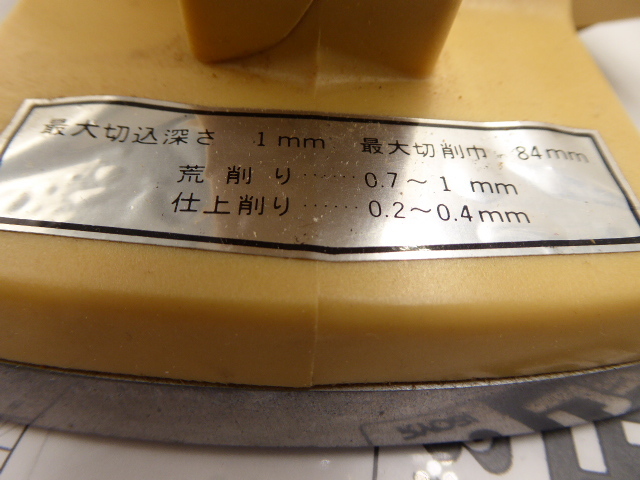 最大切込深さ 1mm 最大切削巾 84mm
荒削り……0.7〜1 mm
仕上削り……0.2〜0.4mm